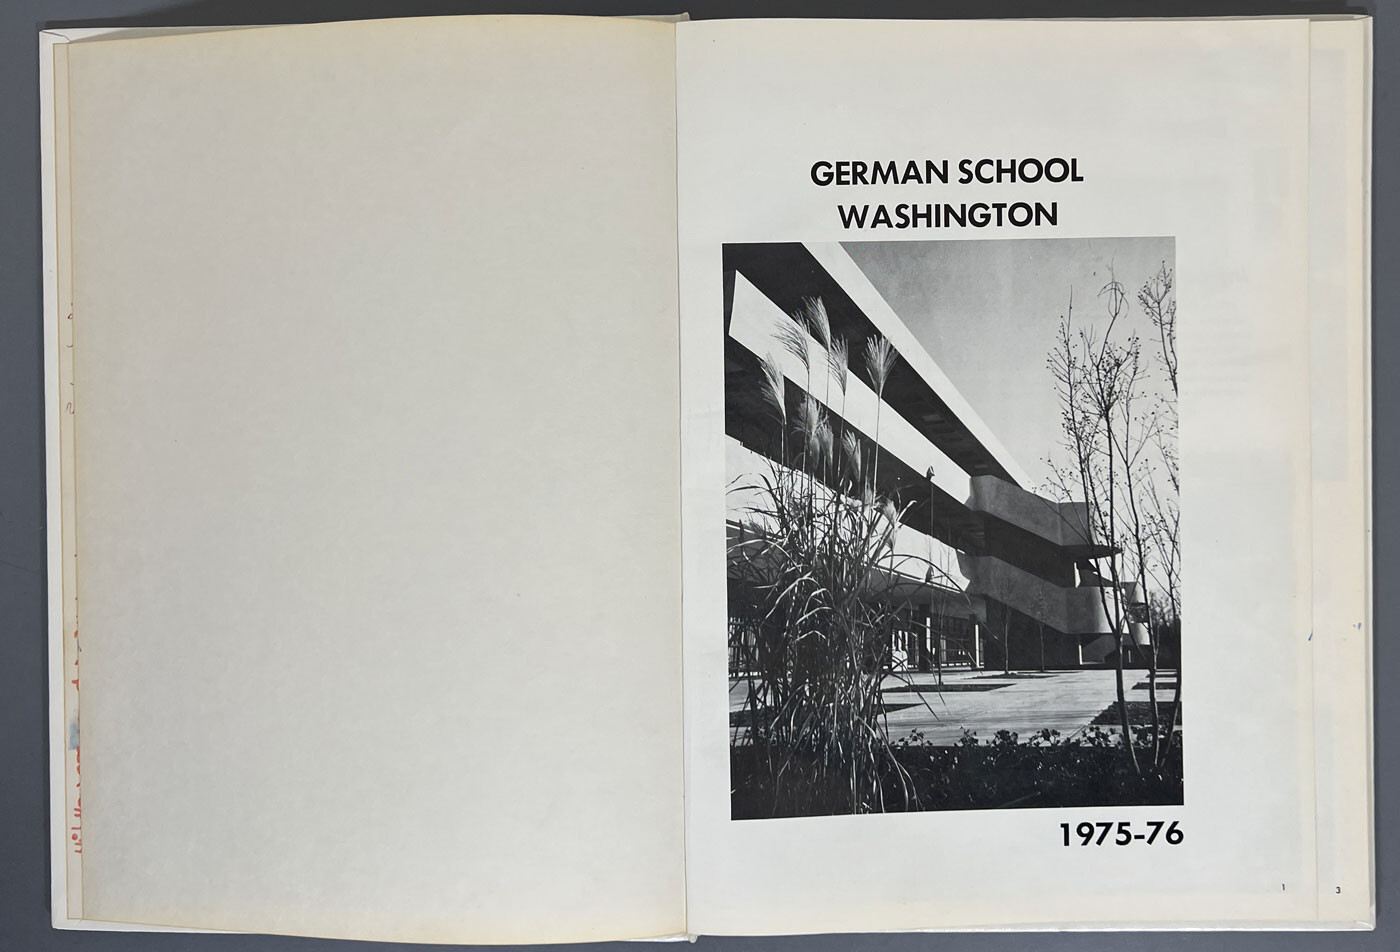 GERMAN SCHOOL
WASHINGTON
1975-76
1
3